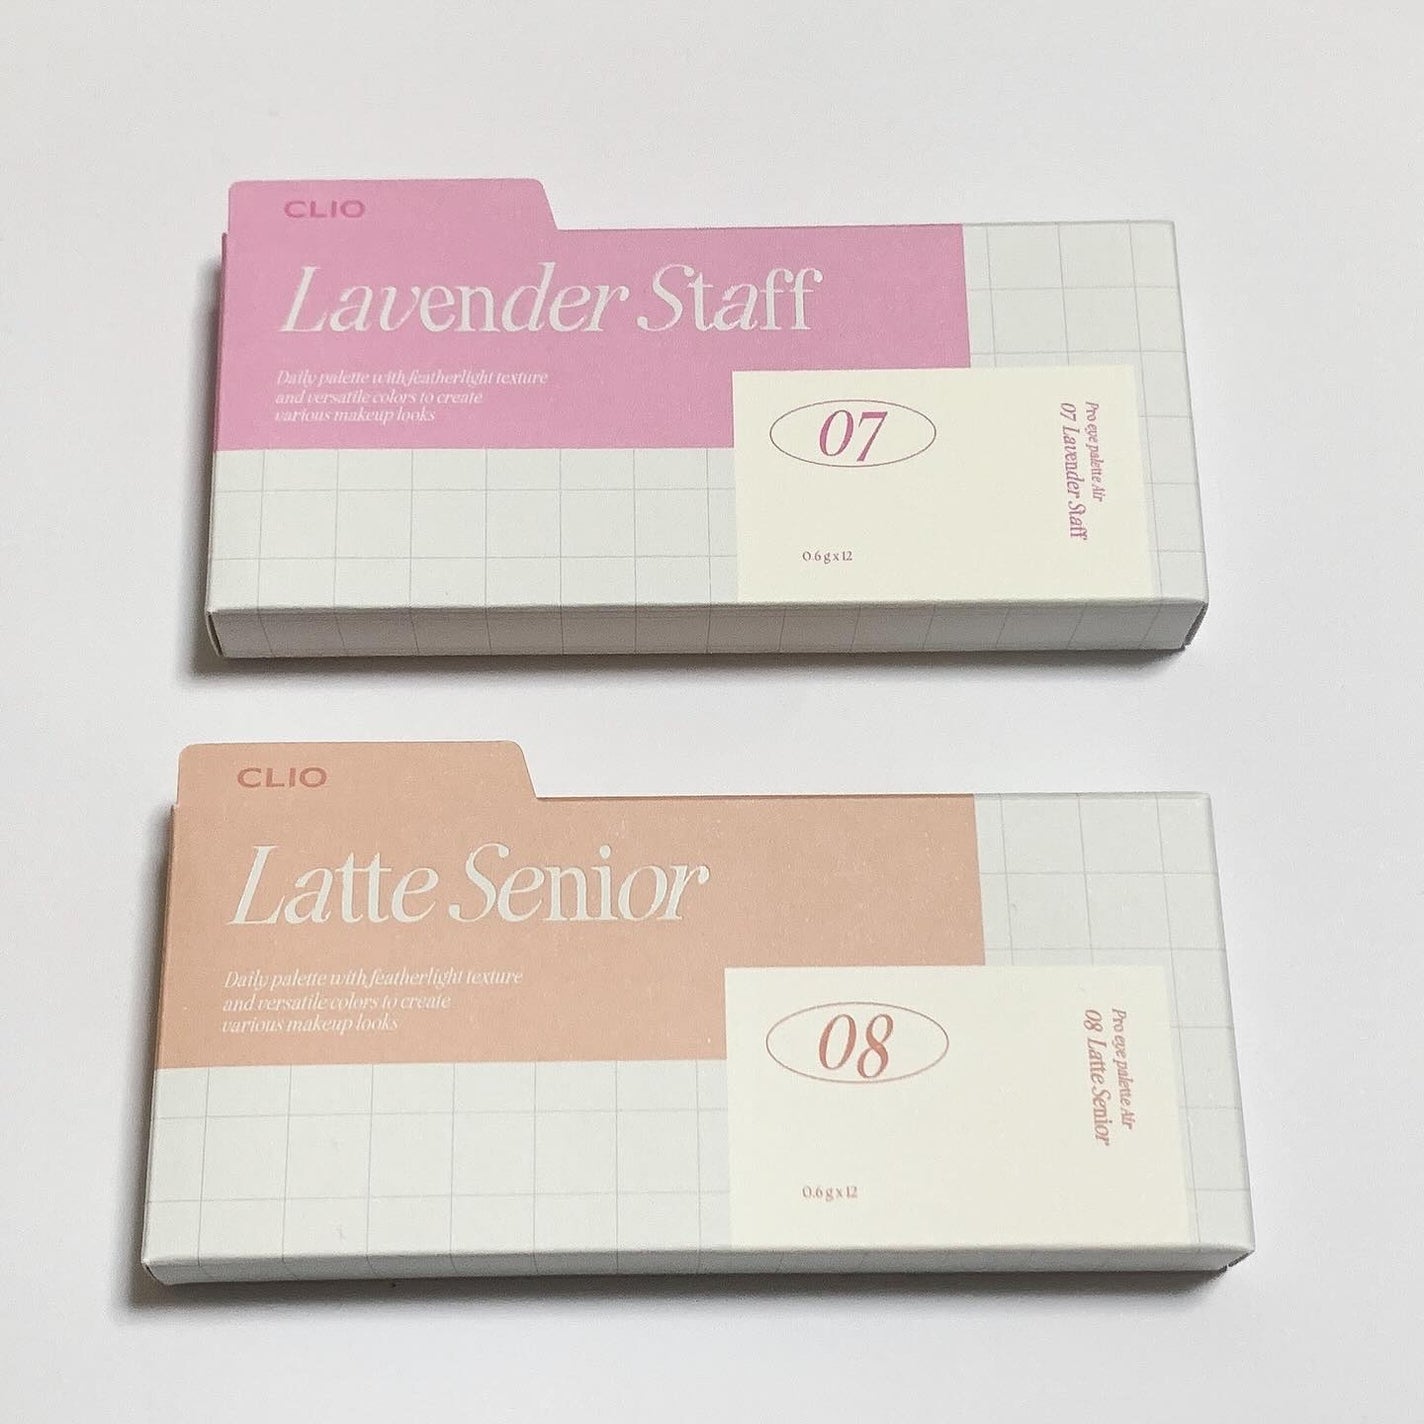 CLIO
Lavender Staff
Daily palette with featherlight texture
and versatile colors to create
various makeup looks
07
0.6 g x 12
Pro eye palette Air
07 Lavender Staff
CLIO
Latte Senior
Daily palette with featherlight texture
and versatile colors to create
various makeup looks
08
0.6 g x 12
Pro eye palette Air
08 Latte Senior